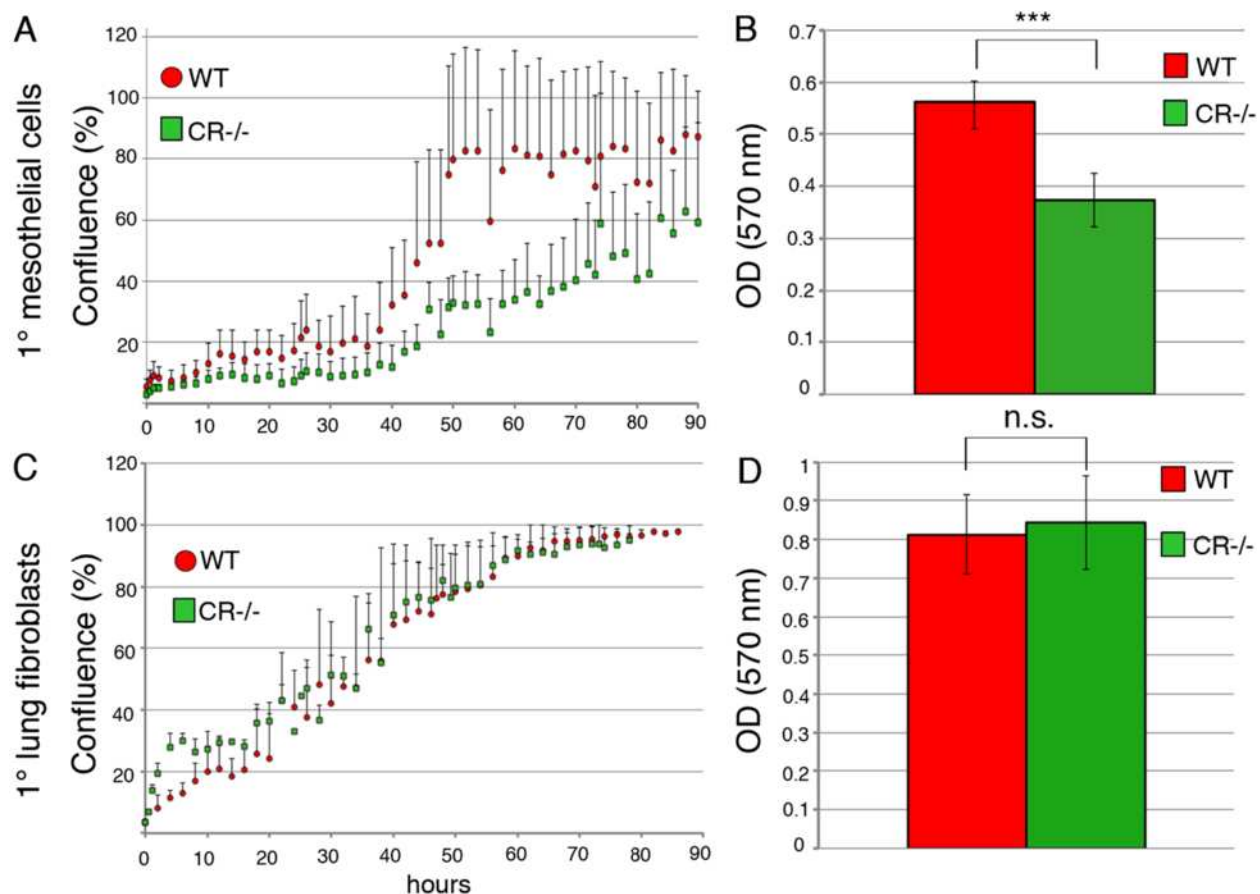 A
1° mesothelial cells
Confluence (%)
120
100
80
60
40
20
WT
CR-/-
0 10 20 30 40 50 60 70 80 90
B
OD (570 nm)
0.7
0.6
0.5
0.4
0.3
0.2
0.1
0
***
WT
CR-/-
C
1° lung fibroblasts
Confluence (%)
120
100
80
60
40
20
WT
CR-/-
0 10 20 30 40 50 60 70 80 90
hours
D
OD (570 nm)
n.s.
1
0.9
0.8
0.7
0.6
0.5
0.4
0.3
0.2
0.1
0
WT
CR-/-